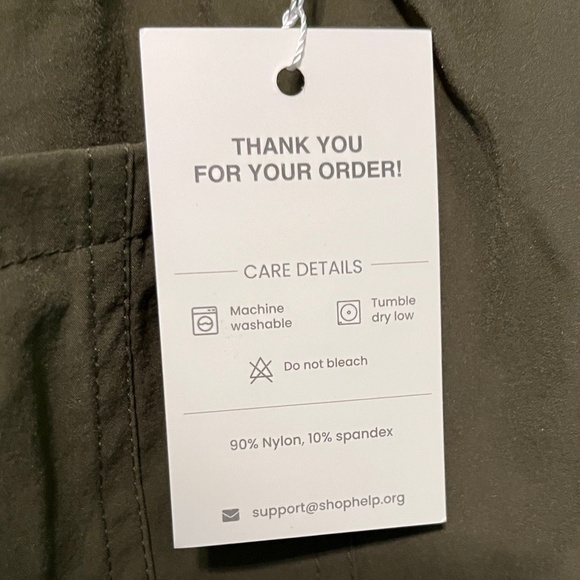 THANK YOU
FOR YOUR ORDER!
CARE DETAILS
Machine
washable
Tumble
dry low
Do not bleach
90% Nylon, 10% spandex
support@shophelp.org